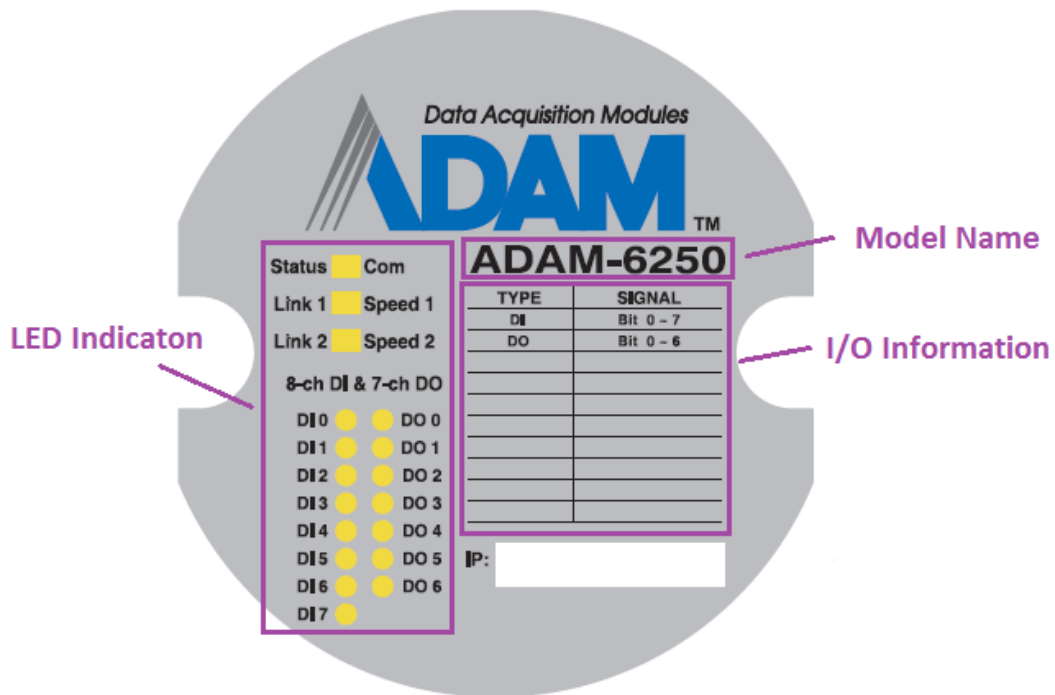 Data Acquisition Modules
ADAM
TM
ADAM-6250
Model Name
Status Com
Link 1 Speed 1
Link 2 Speed 2
LED Indicaton
8-ch DI & 7-ch DO
DI 0 DO 0
DI 1 DO 1
DI 2 DO 2
DI 3 DO 3
DI 4 DO 4
DI 5 DO 5
DI 6 DO 6
DI 7
TYPE SIGNAL
DI Bit 0 ~ 7
DO Bit 0 ~ 6
I/O Information
IP: